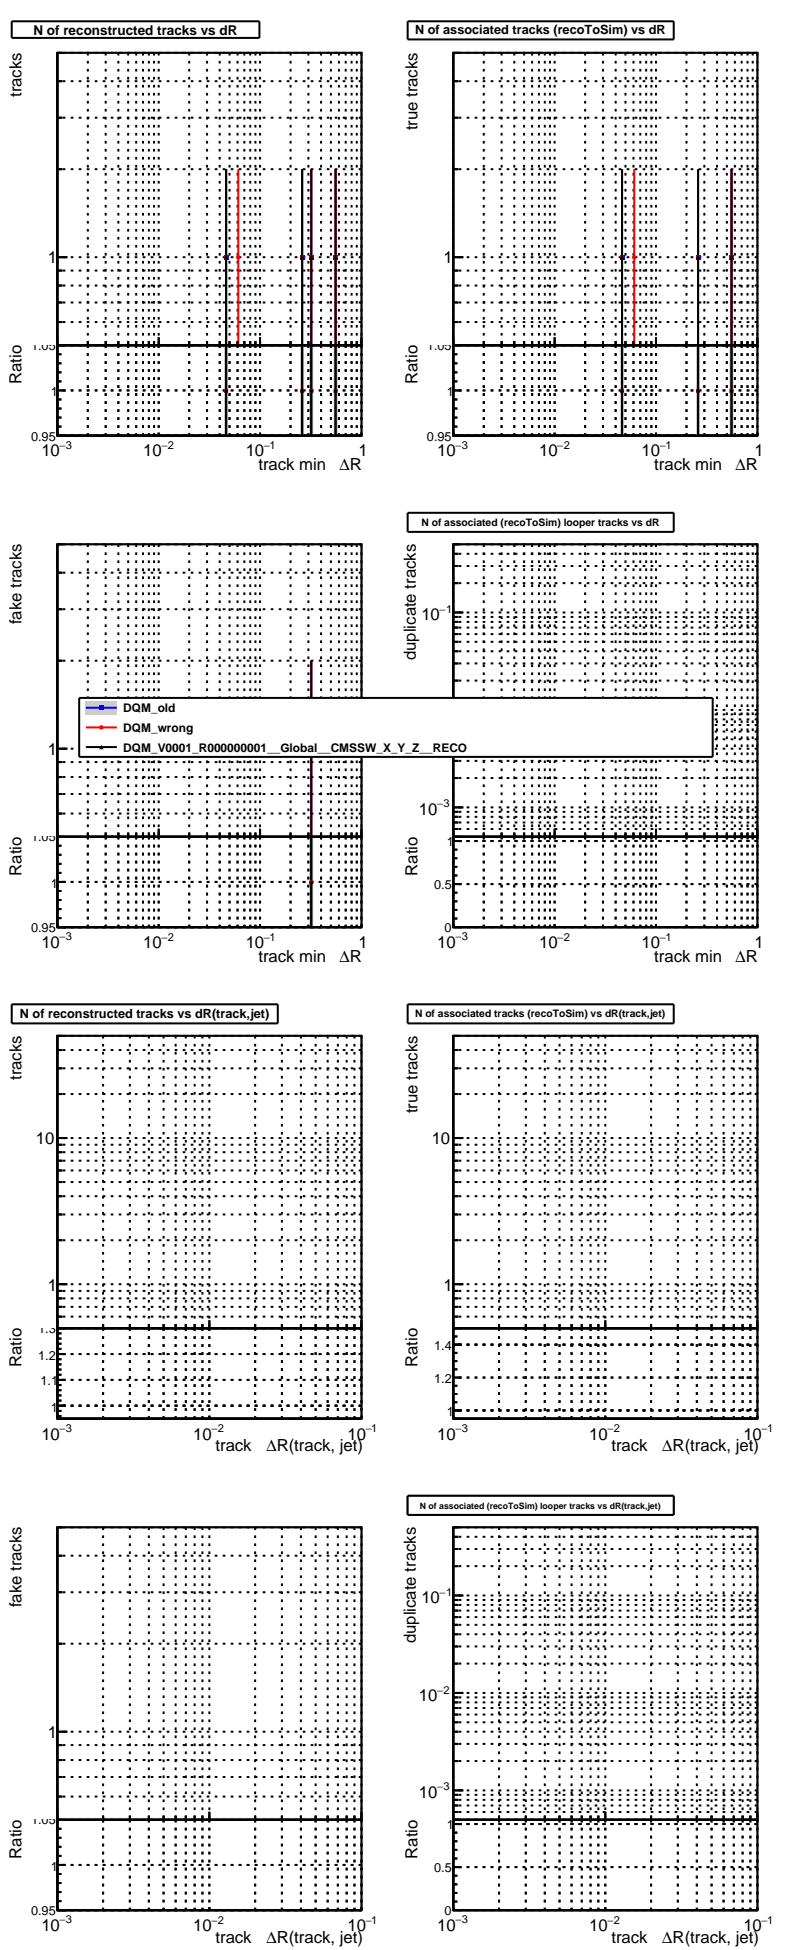 N of reconstructed tracks vs dR
tracks
1
1.05
Ratio
1
0.95
10−3 10−2 10−1 1
track min ΔR
N of associated tracks (recoToSim) vs dR
true tracks
1
1.05
Ratio
1
0.95
10−3 10−2 10−1 1
track min ΔR
fake tracks
1
1.05
Ratio
1
0.95
10−3 10−2 10−1 1
track min ΔR
N of associated (recoToSim) looper tracks vs dR
duplicate tracks
10−1
10−3
Ratio
1
0.5
0
10−3 10−2 10−1 1
track min ΔR
DQM_old
DQM_wrong
DQM_V0001_R000000001__Global__CMSSW_X_Y_Z__RECO
N of reconstructed tracks vs dR(track,jet)
tracks
10
1
1.3
Ratio
1.2
1.1
1
10−3 10−2 10−1
track ΔR(track, jet)
N of associated tracks (recoToSim) vs dR(track,jet)
true tracks
10
1
Ratio
1.4
1.2
1
10−3 10−2 10−1
track ΔR(track, jet)
fake tracks
1
1.05
Ratio
1
0.95
10−3 10−2 10−1
track ΔR(track, jet)
N of associated (recoToSim) looper tracks vs dR(track,jet)
duplicate tracks
10−1
10−2
10−3
Ratio
1
0.5
0
10−3 10−2 10−1
track ΔR(track, jet)